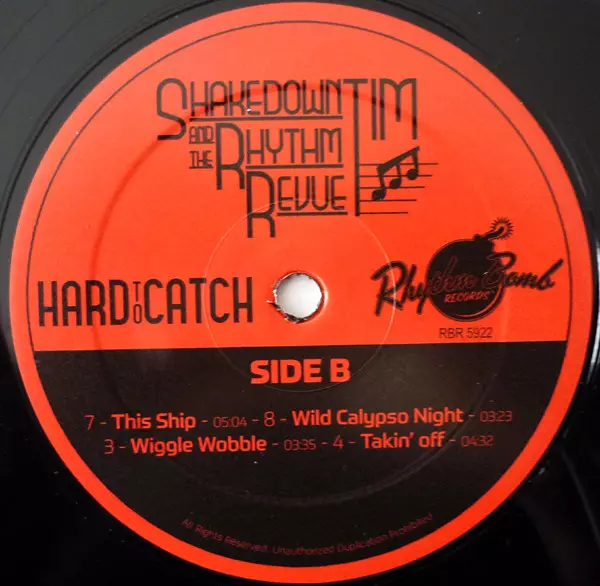 SHAKEDOWN TIM
AND THE RHYTHM
REVUE
HARD TO CATCH
Rhythm Bomb
RECORDS
RBR 5922
SIDE B
7 - This Ship - 05:04 - 8 - Wild Calypso Night - 03:23
3 - Wiggle Wobble - 03:35 - 4 - Takin' off - 04:32
All Rights Reserved. Unauthorized Duplication Prohibited